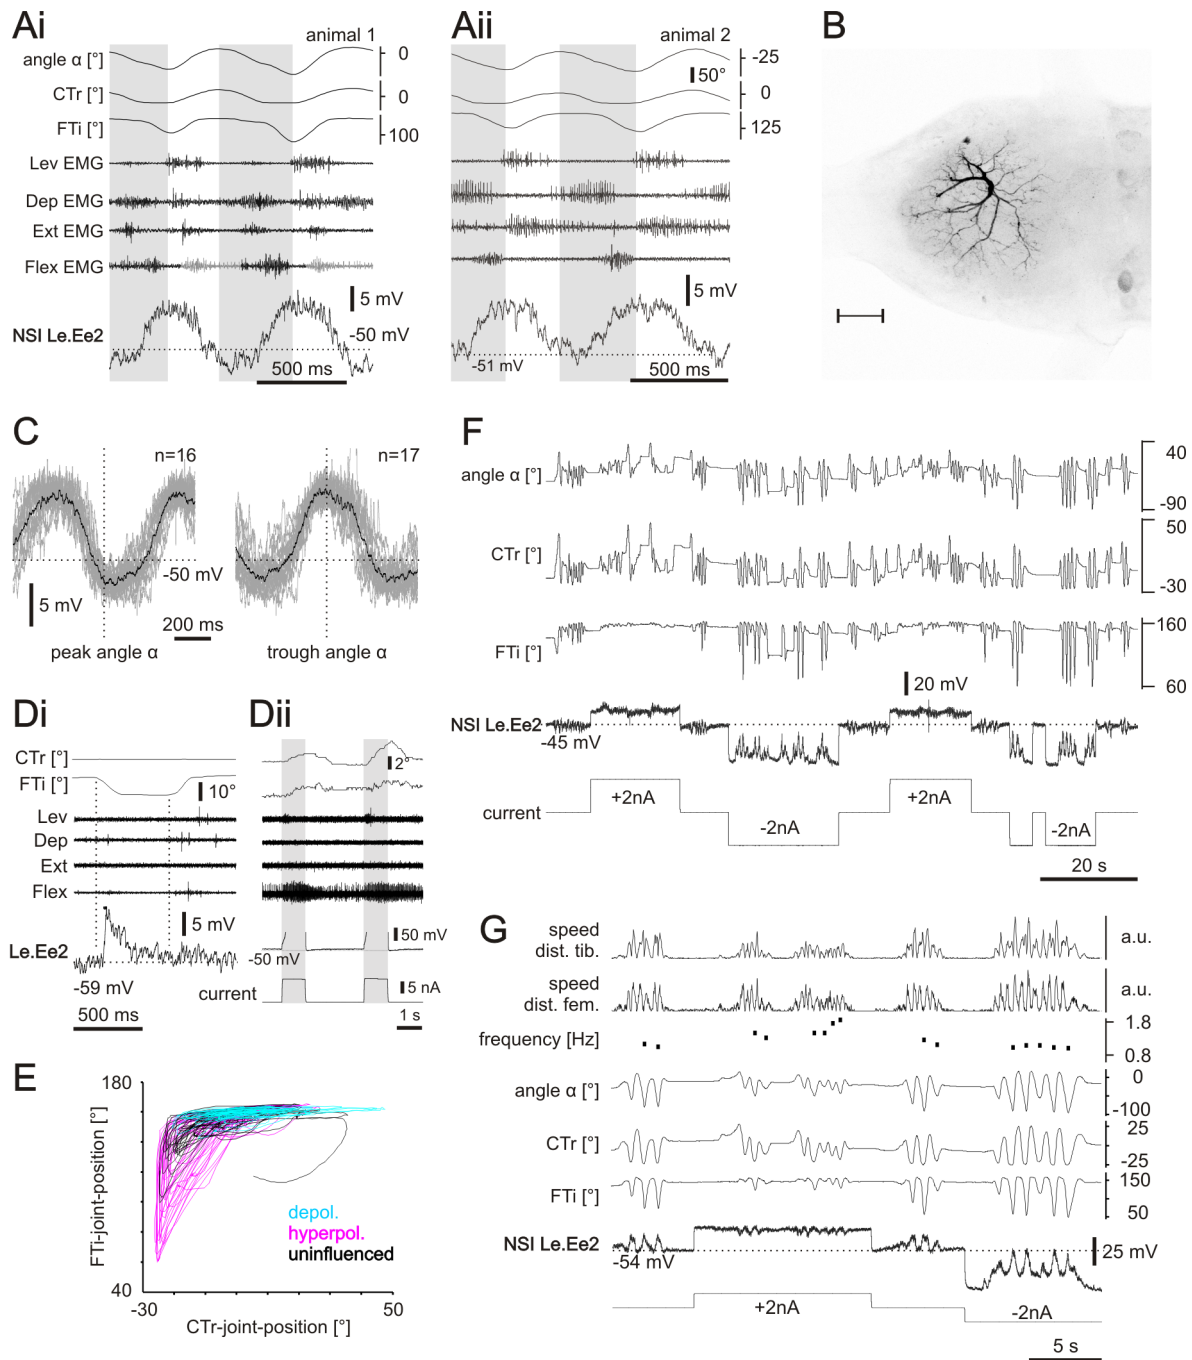 Ai
animal 1
angle α [°]
0
CTr [°]
0
FTi [°]
100
Lev EMG
Dep EMG
Ext EMG
Flex EMG
5 mV
NSI Le.Ee2
-50 mV
500 ms
Aii
animal 2
-25
50°
0
125
5 mV
-51 mV
500 ms
B
C
n=16
n=17
-50 mV
5 mV
200 ms
peak angle α
trough angle α
Di
CTr [°]
FTi [°]
10°
Lev
Dep
Ext
Flex
5 mV
Le.Ee2
-59 mV
500 ms
Dii
2°
50 mV
-50 mV
current
5 nA
1 s
E
180
FTi-joint-position [°]
depol.
hyperpol.
uninfluenced
40
-30
50
CTr-joint-position [°]
F
40
angle α [°]
-90
50
CTr [°]
-30
160
FTi [°]
60
20 mV
NSI Le.Ee2
-45 mV
+2nA
+2nA
current
-2nA
-2nA
20 s
G
speed
dist. tib.
a.u.
speed
dist. fem.
a.u.
1.8
frequency [Hz]
0.8
0
angle α [°]
-100
25
CTr [°]
-25
150
FTi [°]
50
NSI Le.Ee2
25 mV
-54 mV
+2nA
-2nA
5 s